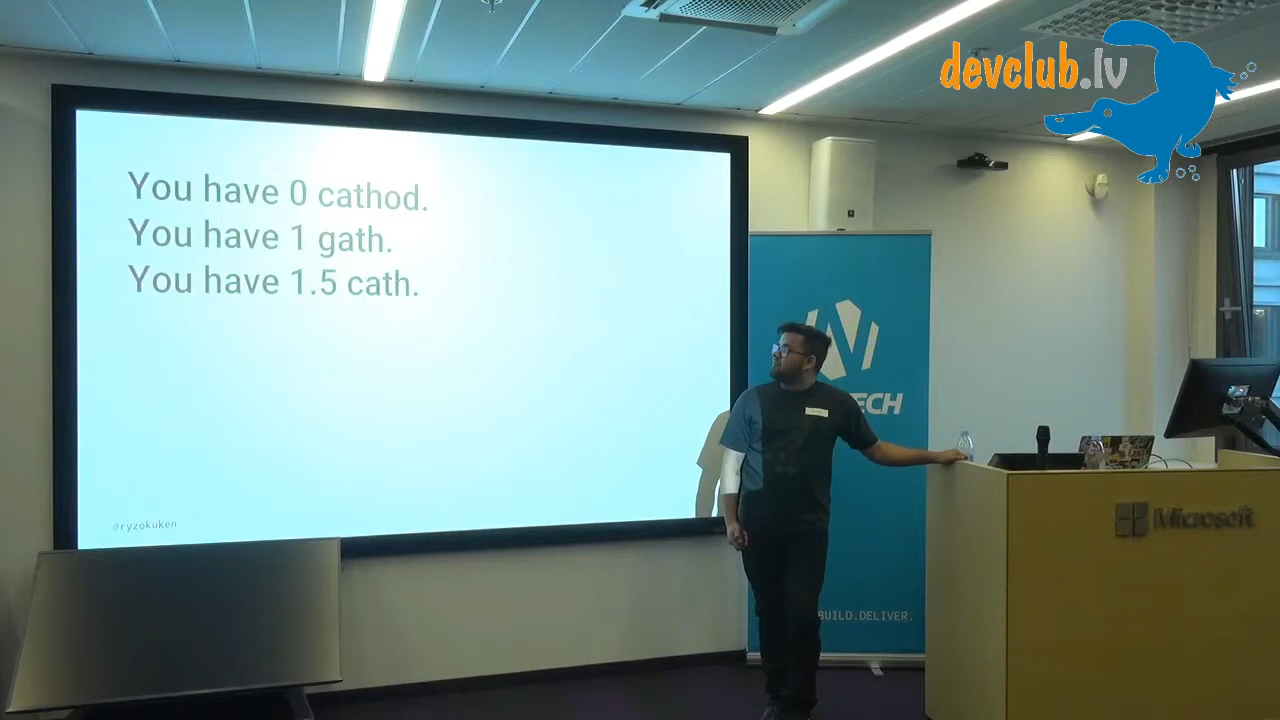 devclub.lv
You have 0 cathod.
You have 1 gath.
You have 1.5 cath.
@ryzokuken
ECH
BUILD.DELIVER.
Microsoft